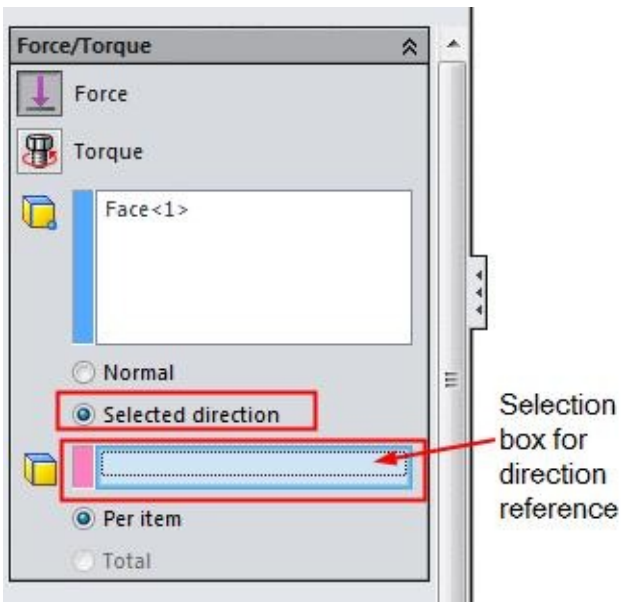 Force/Torque
Force
Torque
Face<1>
Normal
Selected direction
Selection
box for
direction
reference
Per item
Total